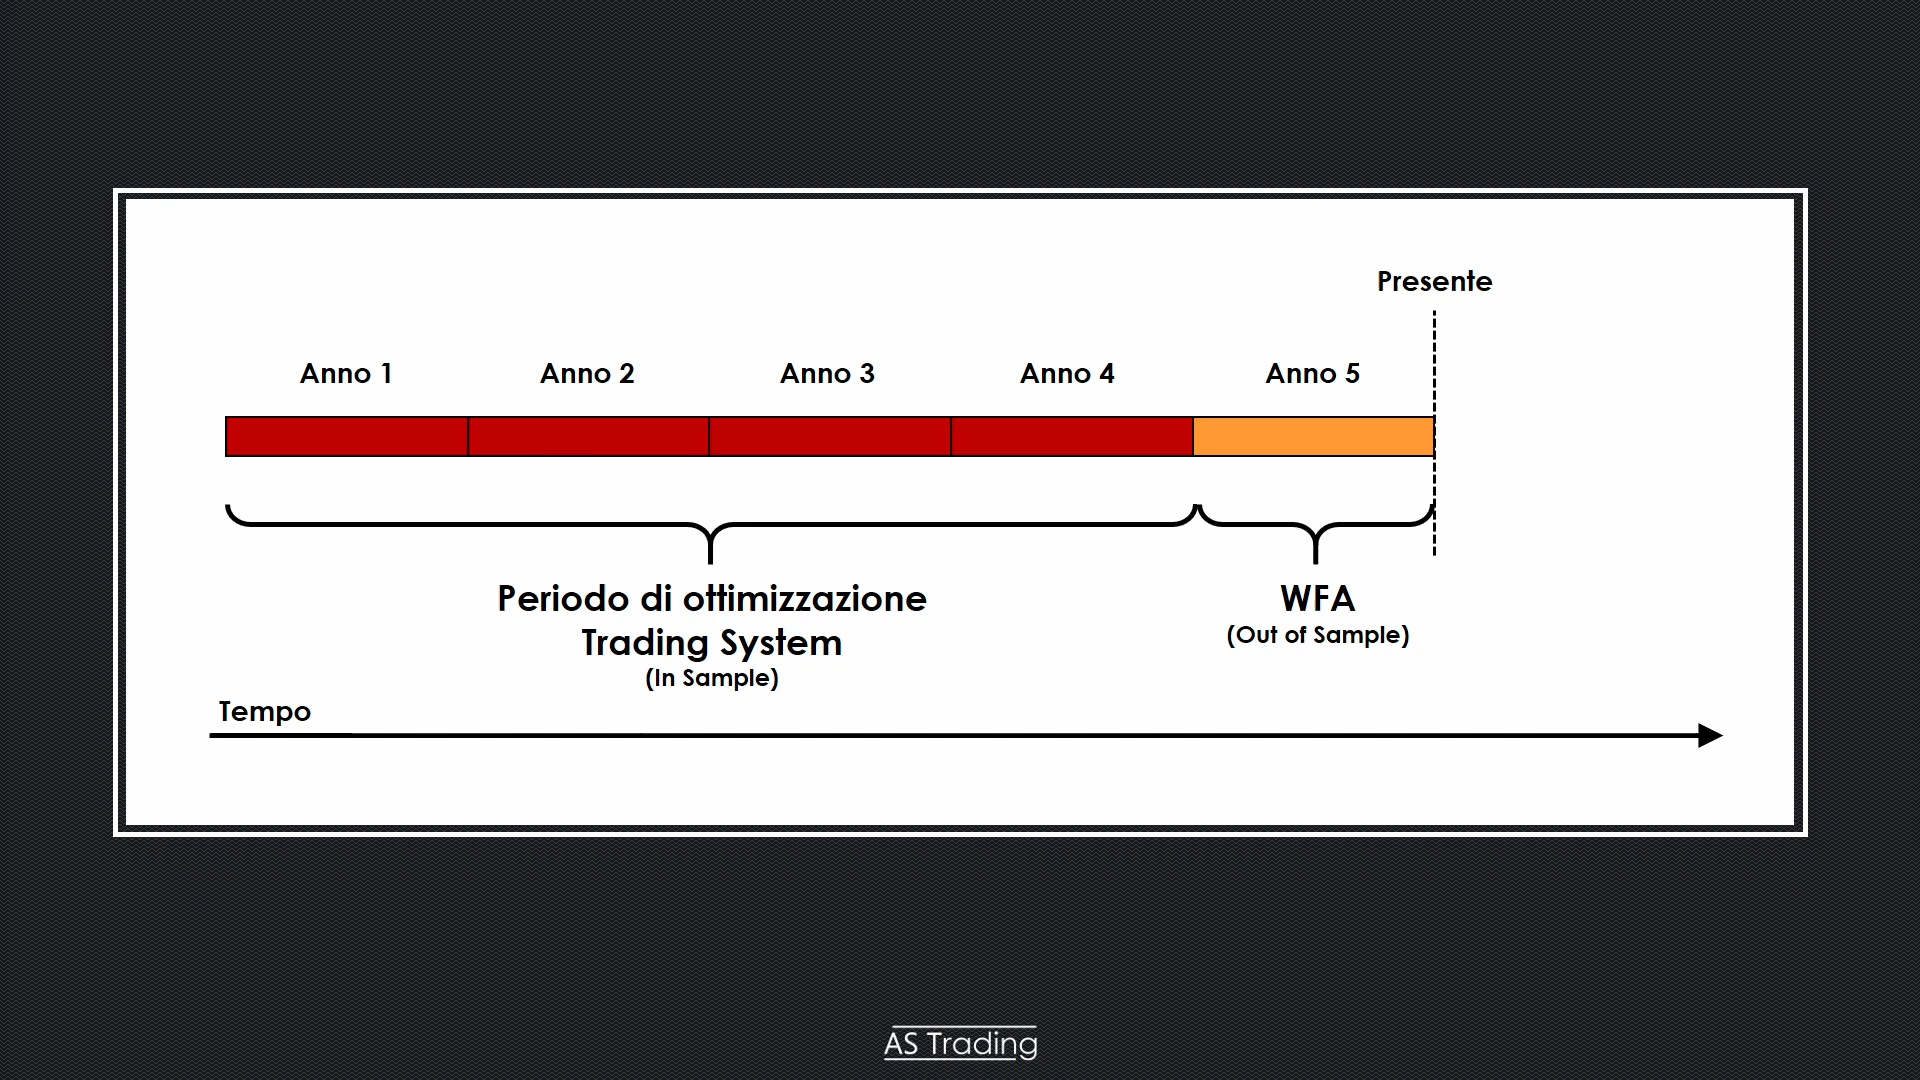 Presente
Anno 1 Anno 2 Anno 3 Anno 4 Anno 5
Periodo di ottimizzazione
Trading System
(In Sample)
WFA
(Out of Sample)
Tempo
AS Trading